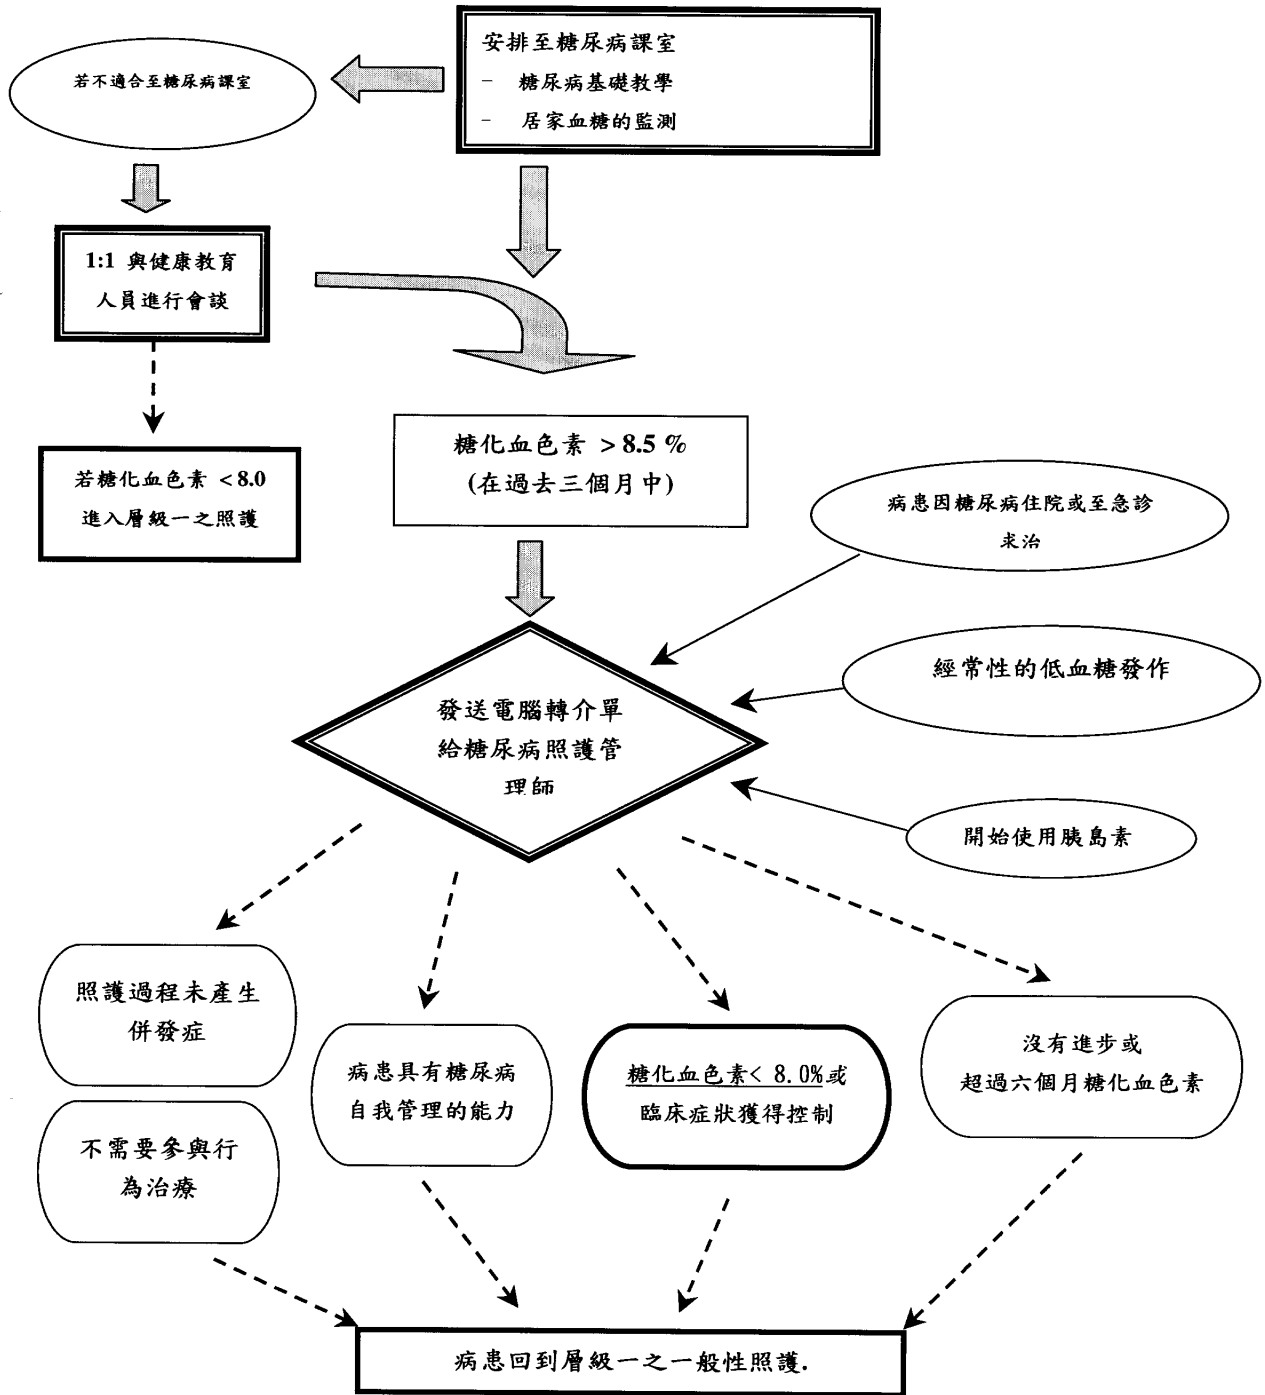 安排至糖尿病課室
- 糖尿病基礎教學
- 居家血糖的監測
若不適合至糖尿病課室
1:1 與健康教育
人員進行會談
若糖化血色素 <8.0
進入層級一之照護
糖化血色素 >8.5 %
(在過去三個月中)
病患因糖尿病住院或至急診
求治
經常性的低血糖發作
開始使用胰島素
發送電腦轉介單
給糖尿病照護管
理師
照護過程未產生
併發症
不需要參與行
為治療
病患具有糖尿病
自我管理的能力
糖化血色素< 8.0%或
臨床症狀獲得控制
沒有進步或
超過六個月糖化血色素
病患回到層級一之一般性照護.